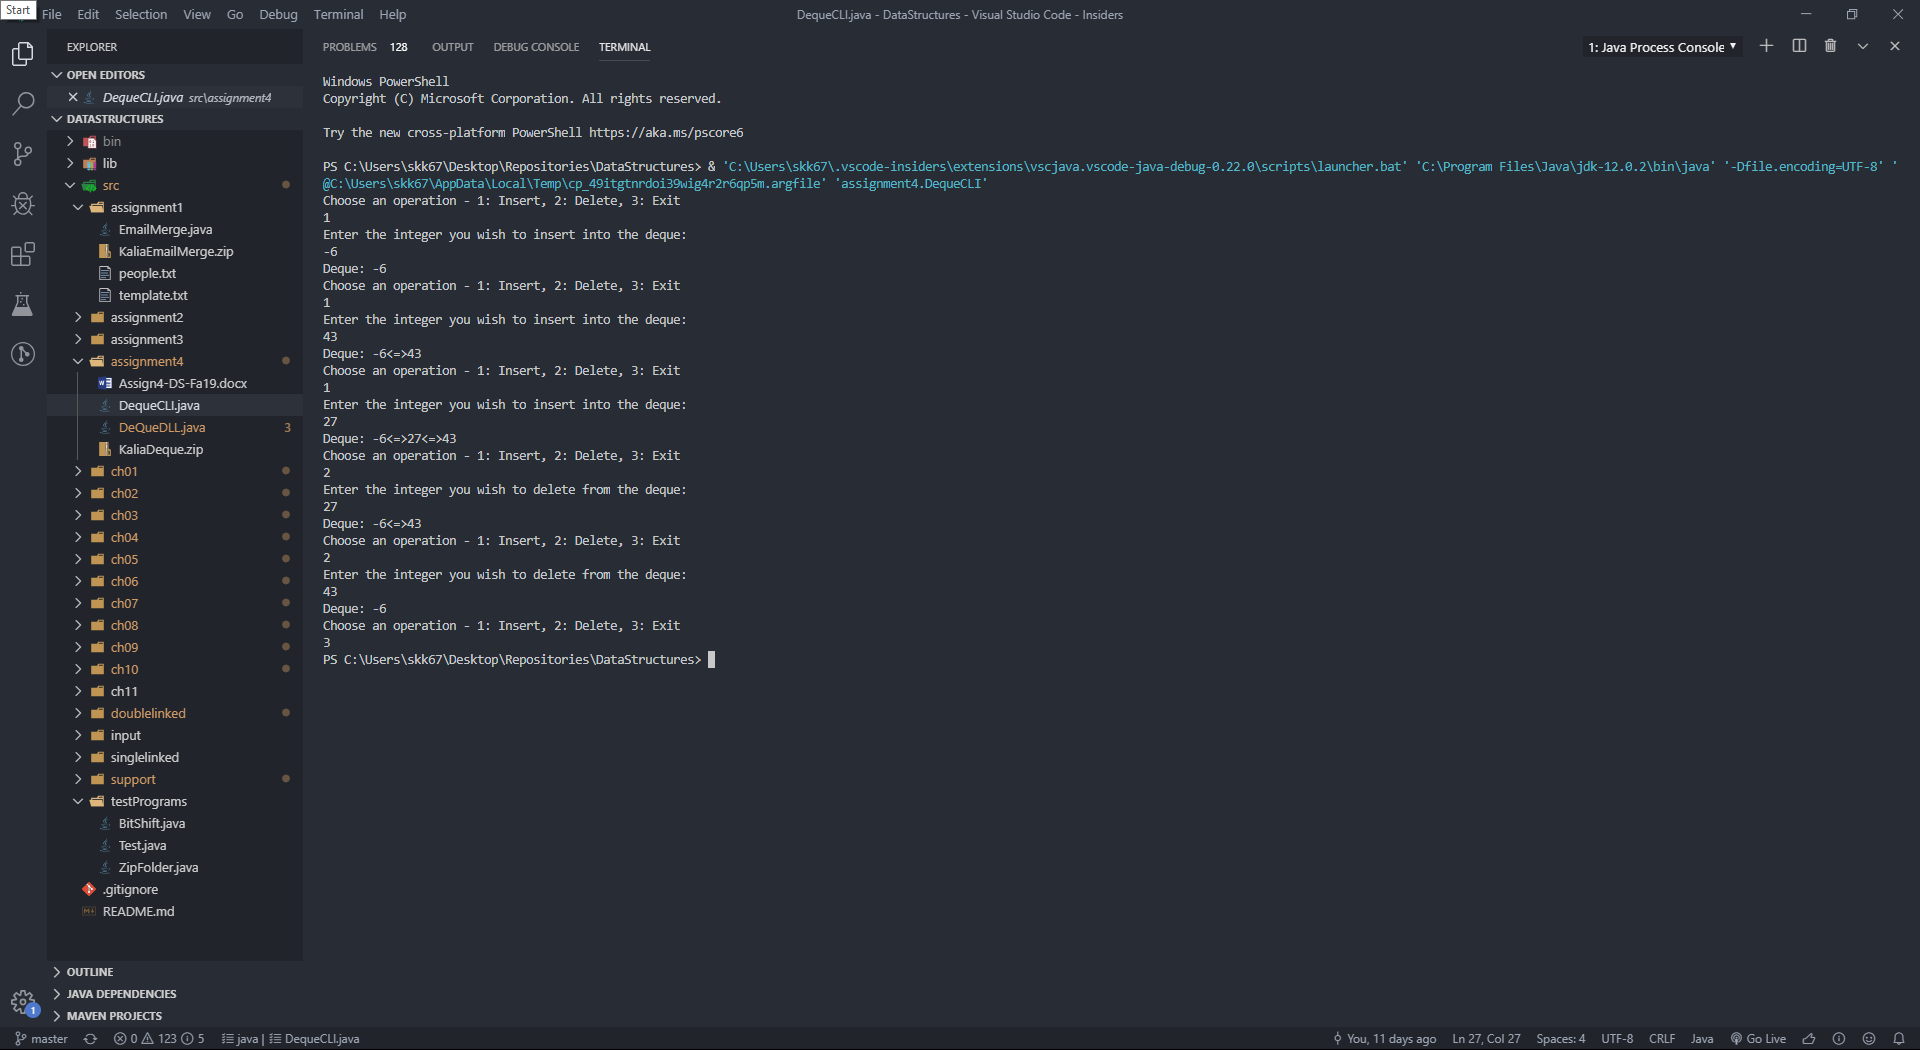 Start
File Edit Selection View Go Debug Terminal Help
DequeCLI.java - DataStructures - Visual Studio Code - Insiders
EXPLORER
OPEN EDITORS
DequeCLI.java src\assignment4
DATASTRUCTURES
bin
lib
src
assignment1
EmailMerge.java
KaliaEmailMerge.zip
people.txt
template.txt
assignment2
assignment3
assignment4
Assign4-DS-Fa19.docx
DequeCLI.java
DeQueDLL.java 3
KaliaDeque.zip
ch01
ch02
ch03
ch04
ch05
ch06
ch07
ch08
ch09
ch10
ch11
doublelinked
input
singlelinked
support
testPrograms
BitShift.java
Test.java
ZipFolder.java
.gitignore
README.md
OUTLINE
JAVA DEPENDENCIES
MAVEN PROJECTS
1
PROBLEMS 128 OUTPUT DEBUG CONSOLE TERMINAL
1: Java Process Console
Windows PowerShell
Copyright (C) Microsoft Corporation. All rights reserved.
Try the new cross-platform PowerShell https://aka.ms/pscore6
PS C:\Users\skk67\Desktop\Repositories\DataStructures> & 'C:\Users\skk67\.vscode-insiders\extensions\vscjava.vscode-java-debug-0.22.0\scripts\launcher.bat' 'C:\Program Files\Java\jdk-12.0.2\bin\java' '-Dfile.encoding=UTF-8' '
@C:\Users\skk67\AppData\Local\Temp\cp_49itgtnrdoi39wig4r2r6qp5m.argfile' 'assignment4.DequeCLI'
Choose an operation - 1: Insert, 2: Delete, 3: Exit
1
Enter the integer you wish to insert into the deque:
-6
Deque: -6
Choose an operation - 1: Insert, 2: Delete, 3: Exit
1
Enter the integer you wish to insert into the deque:
43
Deque: -6<=>43
Choose an operation - 1: Insert, 2: Delete, 3: Exit
1
Enter the integer you wish to insert into the deque:
27
Deque: -6<=>27<=>43
Choose an operation - 1: Insert, 2: Delete, 3: Exit
2
Enter the integer you wish to delete from the deque:
27
Deque: -6<=>43
Choose an operation - 1: Insert, 2: Delete, 3: Exit
2
Enter the integer you wish to delete from the deque:
43
Deque: -6
Choose an operation - 1: Insert, 2: Delete, 3: Exit
3
PS C:\Users\skk67\Desktop\Repositories\DataStructures>
master 0 123 5 java | DequeCLI.java
You, 11 days ago Ln 27, Col 27 Spaces: 4 UTF-8 CRLF Java Go Live